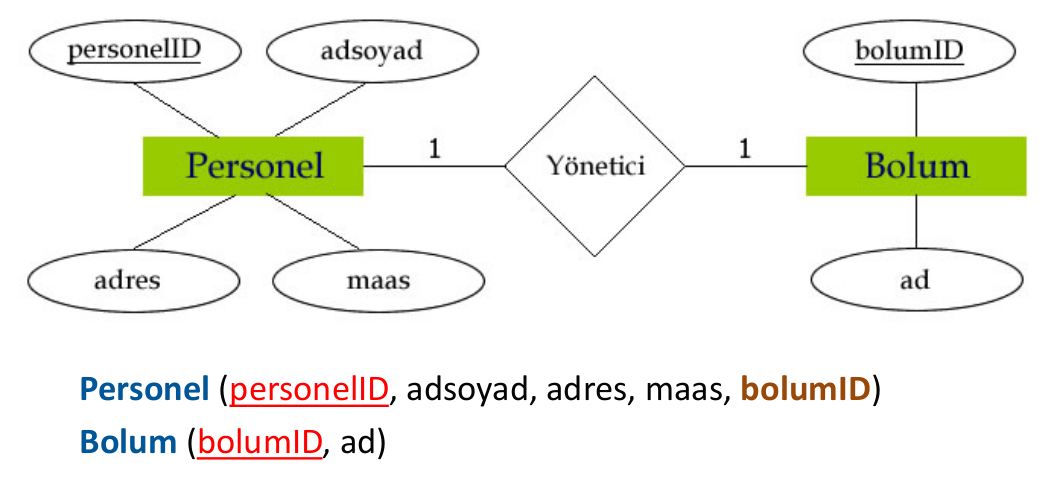 personelID
adsoyad
bolumID
Personel
1
Yönetici
1
Bolum
adres
maas
ad
Personel (personelID, adsoyad, adres, maas, bolumID)
Bolum (bolumID, ad)